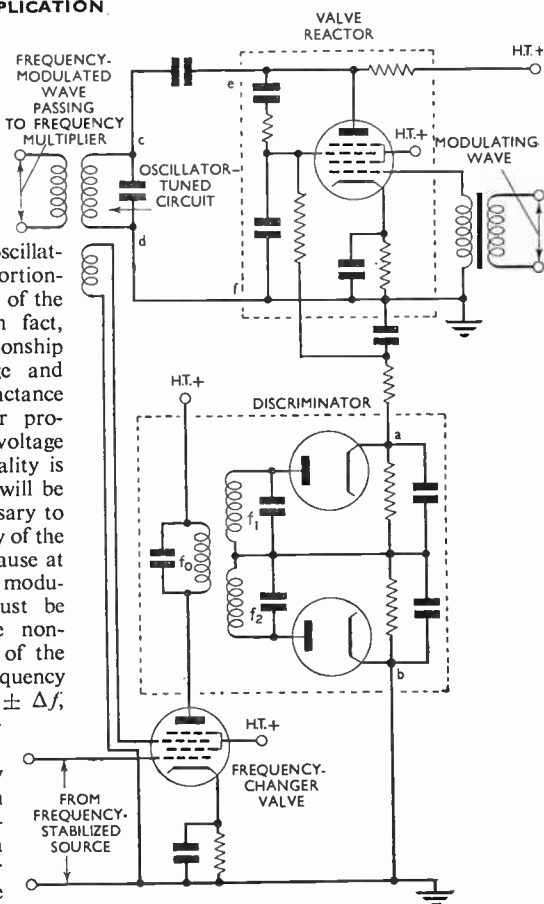 PLICATION
VALVE
REACTOR
H.T.+
FREQUENCY-
MODULATED
WAVE
PASSING
TO FREQUENCY
MULTIPLIER
e
c
H.T.+
MODULATING
WAVE
OSCILLATOR-
TUNED
CIRCUIT
d
f
oscillat-
ortion-
of the
n fact,
onship
ge and
actance
r pro-
voltage
ality is
will be
sary to
y of the
ause at
modu-
ust be
e non-
of the
quency
± Δf,
H.T.+
DISCRIMINATOR
a
f₁
f₀
f₂
b
H.T.+
FREQUENCY-
CHANGER
VALVE
FROM
FREQUENCY-
STABILIZED
SOURCE
e